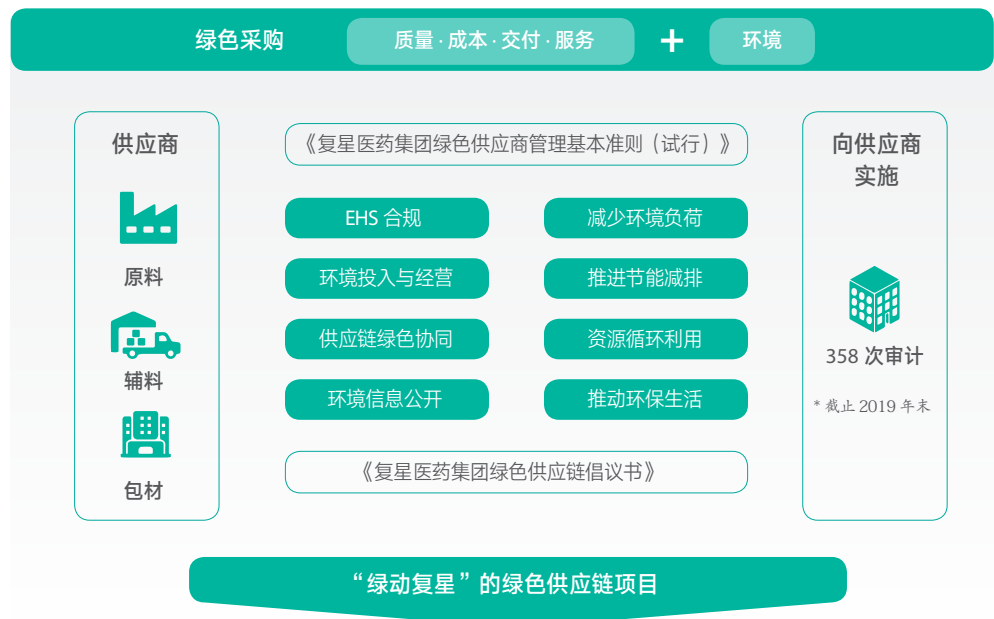 绿色采购
质量·成本·交付·服务
+
环境
供应商
原料
辅料
包材
《复星医药集团绿色供应商管理基本准则（试行）》
EHS 合规
减少环境负荷
环境投入与经营
推进节能减排
供应链绿色协同
资源循环利用
环境信息公开
推动环保生活
《复星医药集团绿色供应链倡议书》
向供应商
实施
358 次审计
* 截止 2019 年末
“绿动复星”的绿色供应链项目